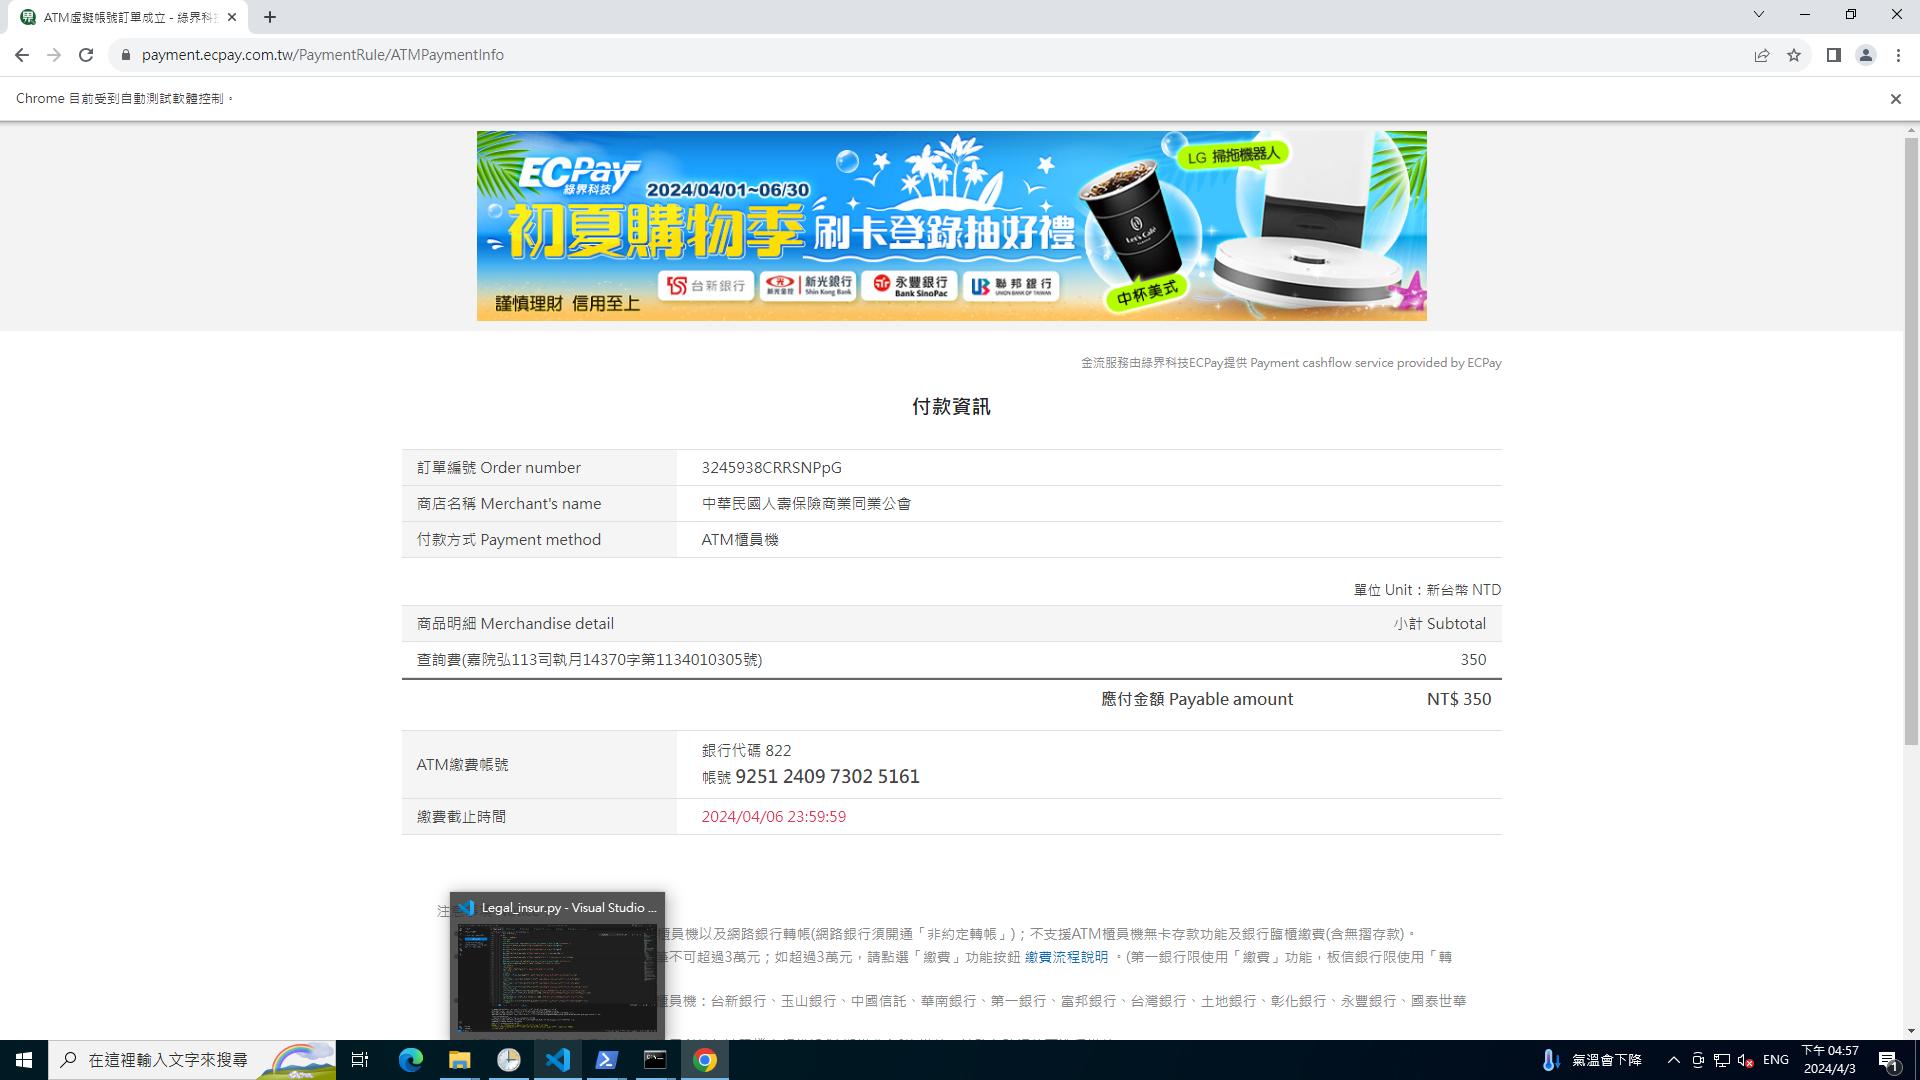 ATM虛擬帳號訂單成立 - 綠界科
payment.ecpay.com.tw/PaymentRule/ATMPaymentInfo
Chrome 目前受到自動測試軟體控制。
ECPay
綠界科技
2024/04/01~06/30
初夏購物季
刷卡登錄抽好禮
LG 掃拖機器人
Let's Café
中杯美式
台新銀行
新光金控
新光銀行
Shin Kong Bank
永豐銀行
Bank SinoPac
聯邦銀行
UNION BANK OF TAIWAN
謹慎理財 信用至上
金流服務由綠界科技ECPay提供 Payment cashflow service provided by ECPay
付款資訊
訂單編號 Order number 3245938CRRSNPpG
商店名稱 Merchant's name 中華民國人壽保險商業同業公會
付款方式 Payment method ATM櫃員機
單位 Unit：新台幣 NTD
商品明細 Merchandise detail 小計 Subtotal
查詢費(嘉院弘113司執月14370字第1134010305號) 350
應付金額 Payable amount NT$ 350
ATM繳費帳號
銀行代碼 822
帳號 9251 2409 7302 5161
繳費截止時間 2024/04/06 23:59:59
注
Legal_insur.py - Visual Studio ...
櫃員機以及網路銀行轉帳(網路銀行須開通「非約定轉帳」)；不支援ATM櫃員機無卡存款功能及銀行臨櫃繳費(含無摺存款)。
不可超過3萬元；如超過3萬元，請點選「繳費」功能按鈕 繳費流程說明 。(第一銀行限使用「繳費」功能，板信銀行限使用「轉
櫃員機：台新銀行、玉山銀行、中國信託、華南銀行、第一銀行、富邦銀行、台灣銀行、土地銀行、彰化銀行、永豐銀行、國泰世華
在這裡輸入文字來搜尋
氣溫會下降
ENG
下午 04:57
2024/4/3
1